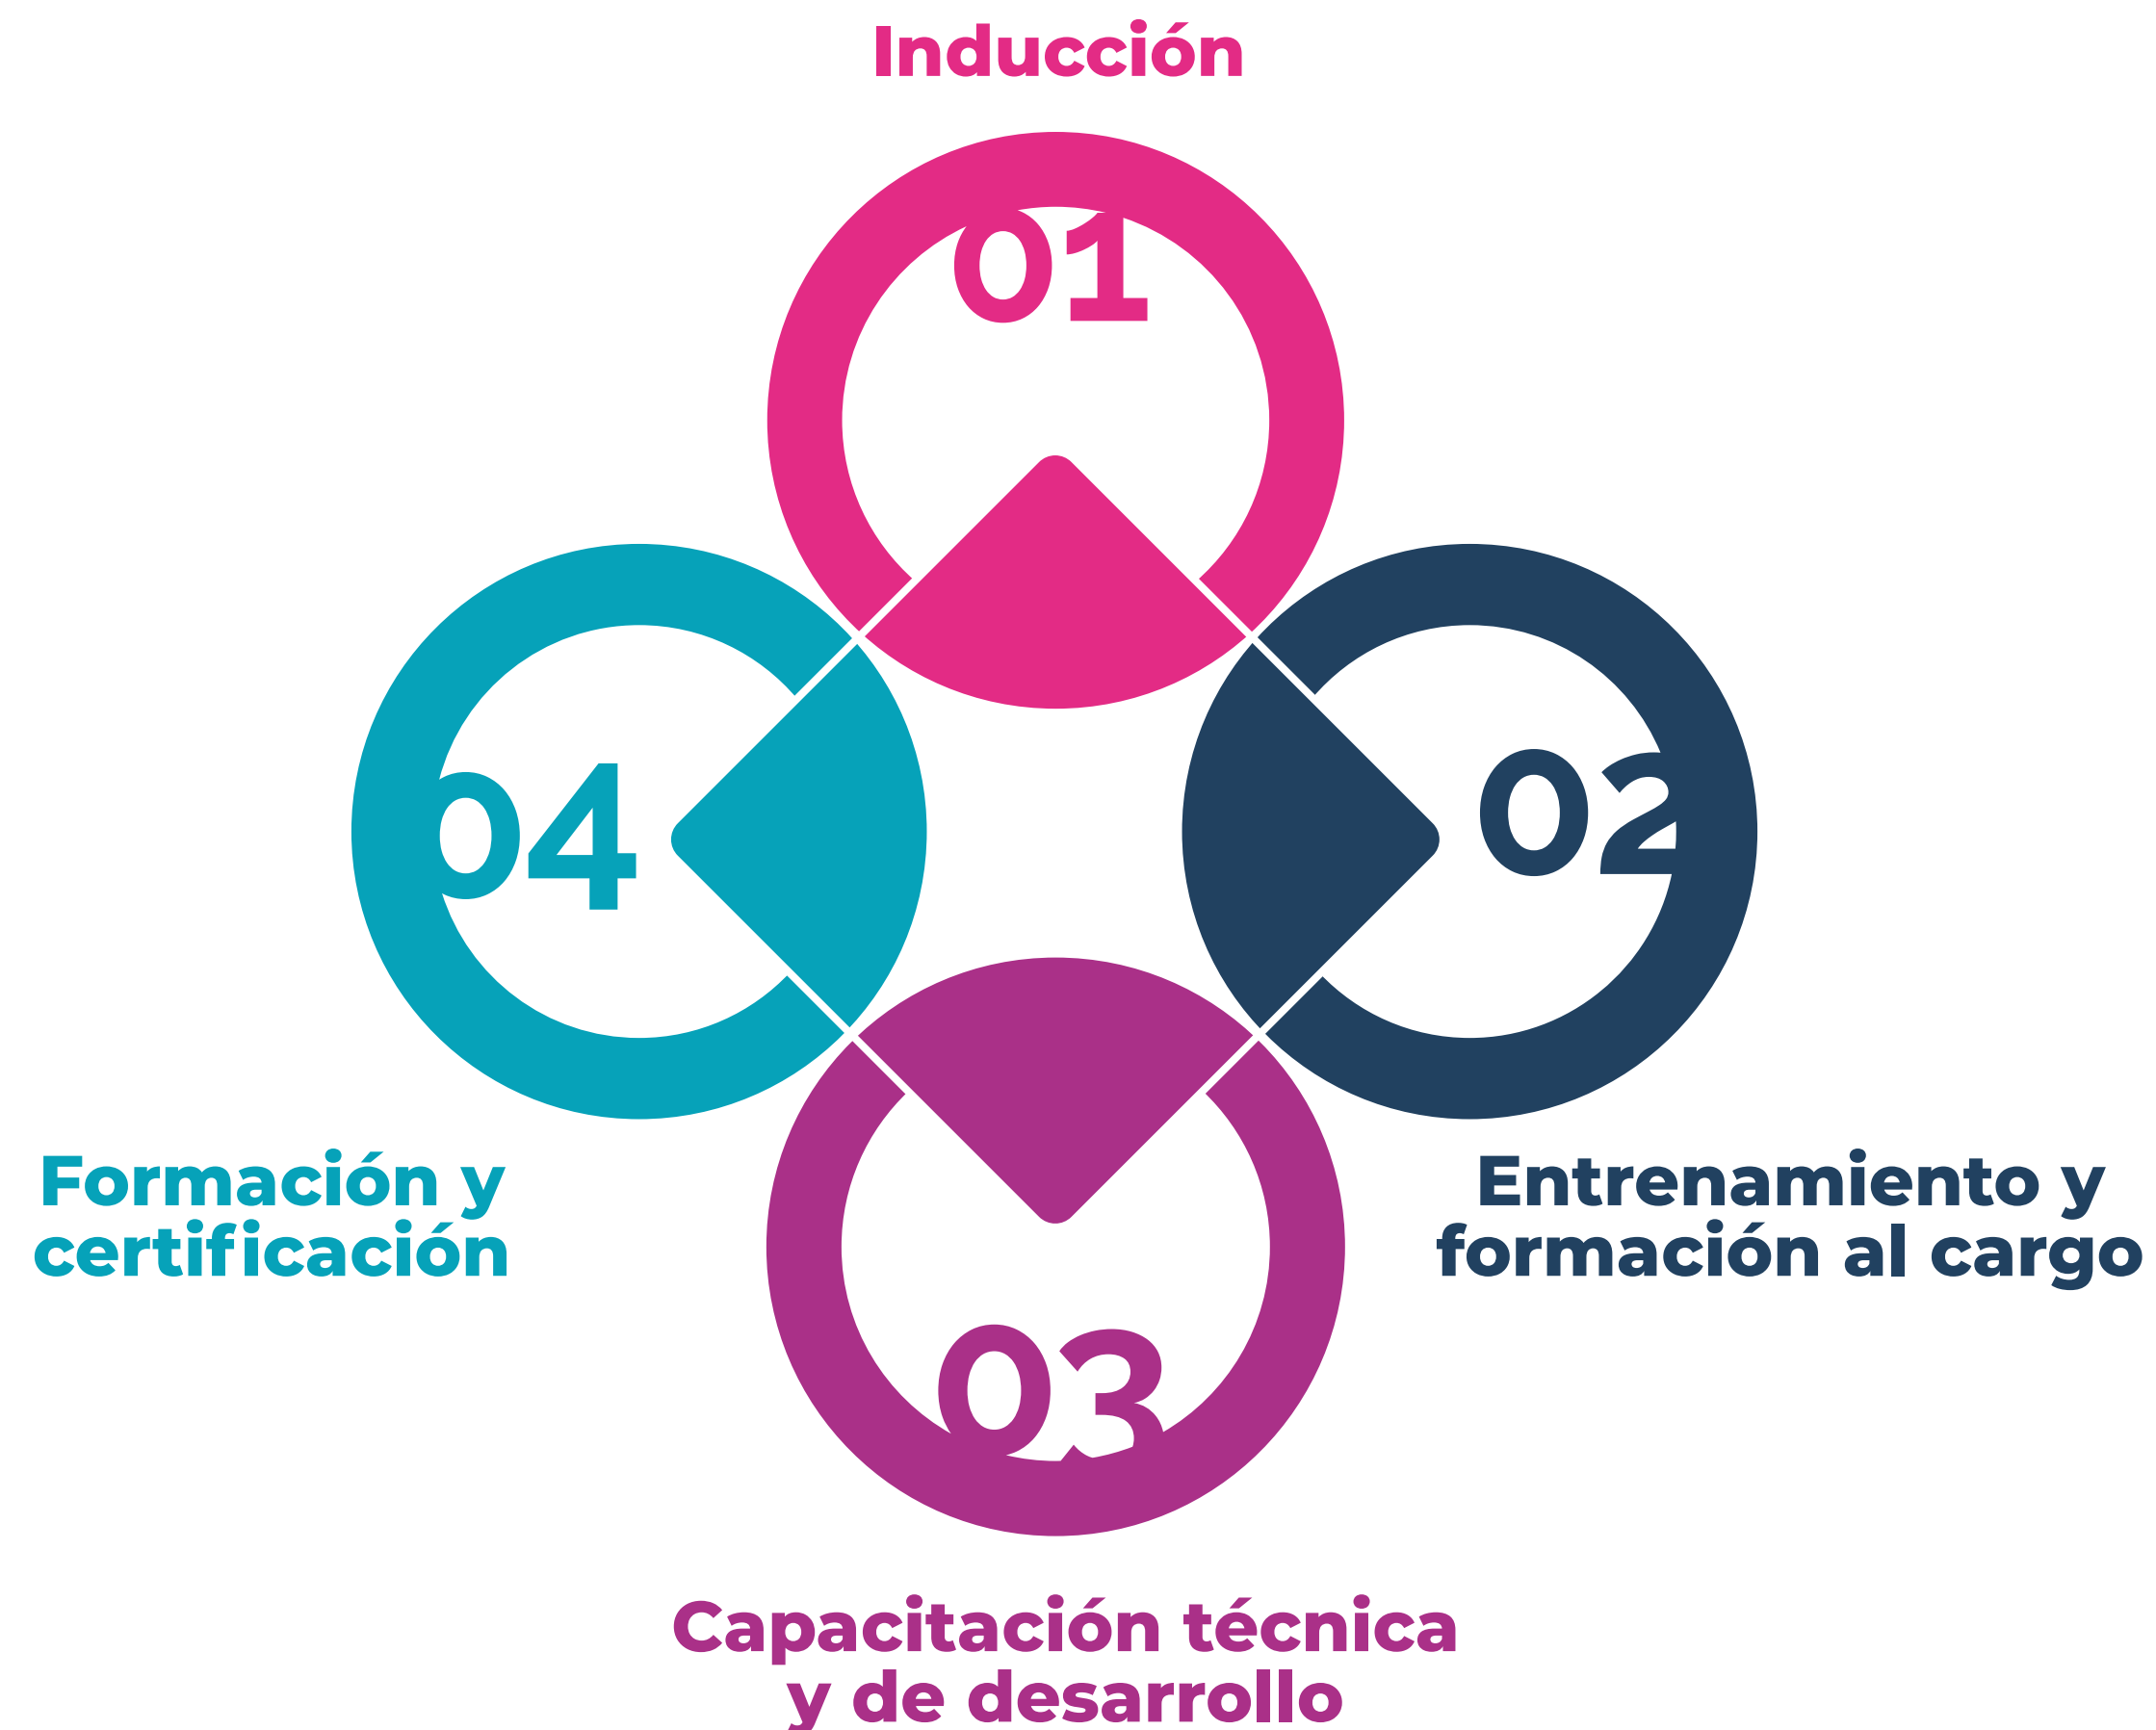 Inducción
01
04
02
Formación y
certificación
Entrenamiento y
formación al cargo
03
Capacitación técnica
y de desarrollo